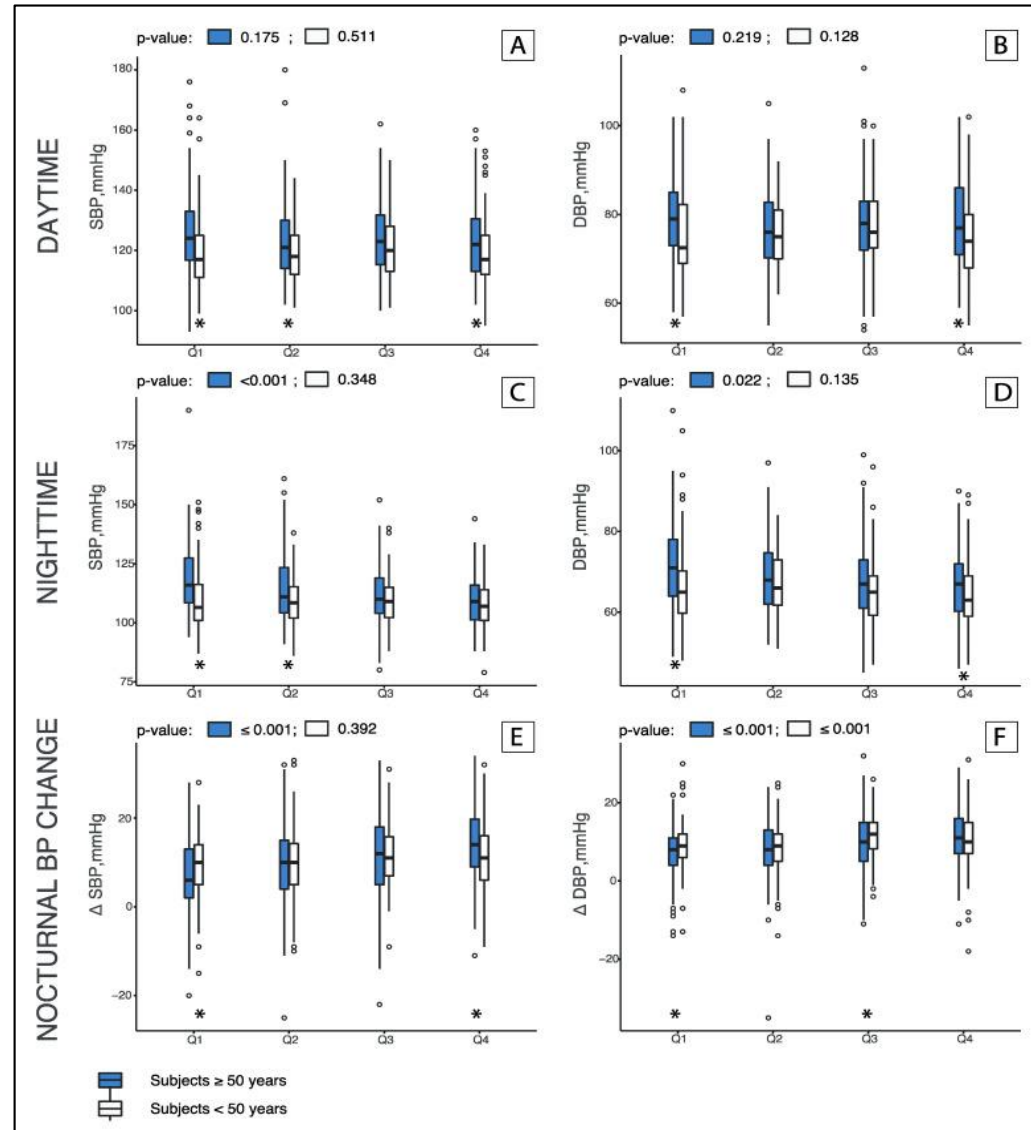 p-value: 0.175 ; 0.511
A
180
160
140
120
100
SBP,mmHg
Q1 Q2 Q3 Q4
* * *
p-value: 0.219 ; 0.128
B
100
80
60
DBP,mmHg
Q1 Q2 Q3 Q4
* *
DAYTIME
p-value: <0.001 ; 0.348
C
175
150
125
100
75
SBP,mmHg
Q1 Q2 Q3 Q4
* *
p-value: 0.022 ; 0.135
D
100
80
60
DBP,mmHg
Q1 Q2 Q3 Q4
* *
NIGHTTIME
p-value: ≤ 0.001; 0.392
E
20
0
−20
Δ SBP,mmHg
Q1 Q2 Q3 Q4
* *
p-value: ≤ 0.001; ≤ 0.001
F
20
0
−20
Δ DBP,mmHg
Q1 Q2 Q3 Q4
* *
NOCTURNAL BP CHANGE
Subjects ≥ 50 years
Subjects < 50 years